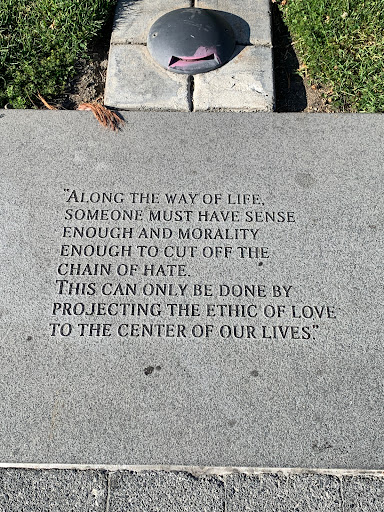 "ALONG THE WAY OF LIFE,
SOMEONE MUST HAVE SENSE
ENOUGH AND MORALITY
ENOUGH TO CUT OFF THE
CHAIN OF HATE.
THIS CAN ONLY BE DONE BY
PROJECTING THE ETHIC OF LOVE
TO THE CENTER OF OUR LIVES."